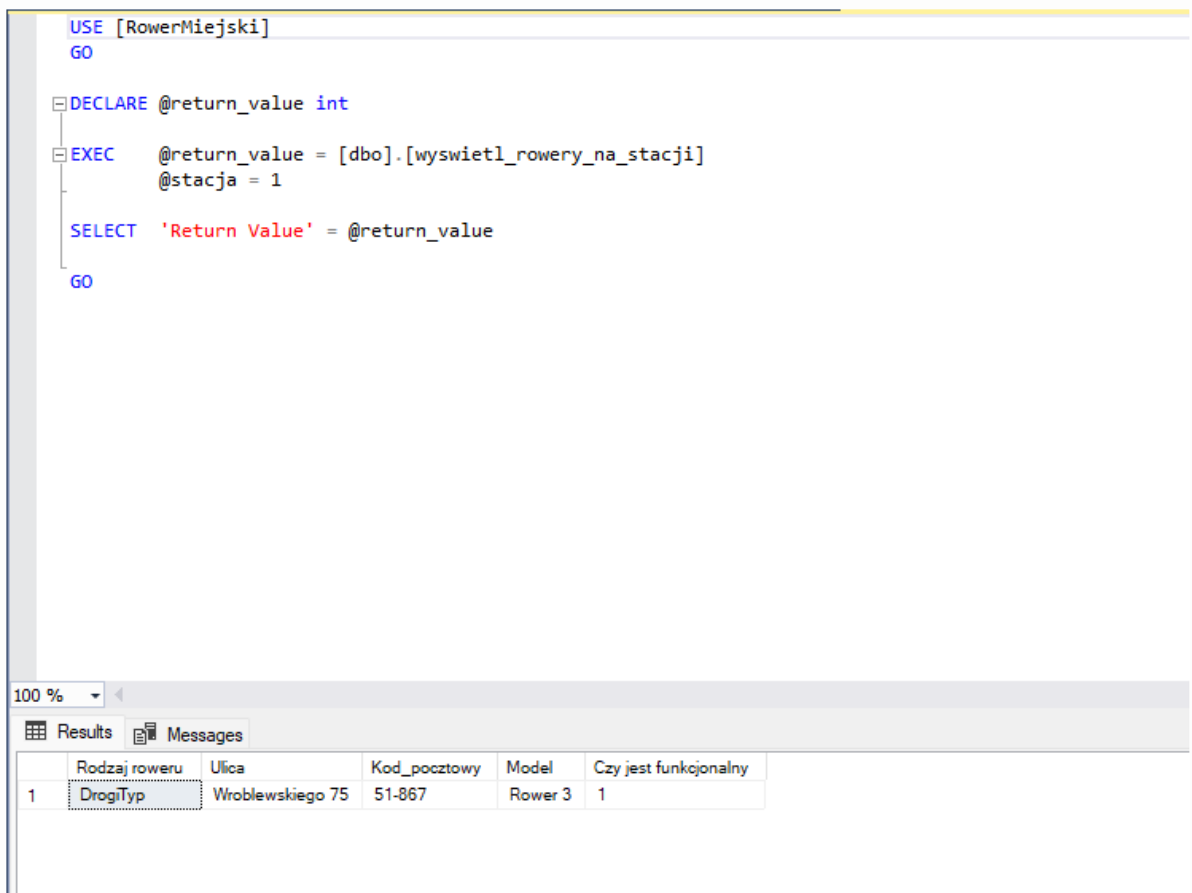 USE [RowerMiejski]
GO
DECLARE @return_value int
EXEC @return_value = [dbo].[wyswietl_rowery_na_stacji]
@stacja = 1
SELECT 'Return Value' = @return_value
GO
100 %
Results Messages
Rodzaj roweru Ulica Kod_pocztowy Model Czy jest funkcjonalny
1 DrogiTyp Wroblewskiego 75 51-867 Rower 3 1